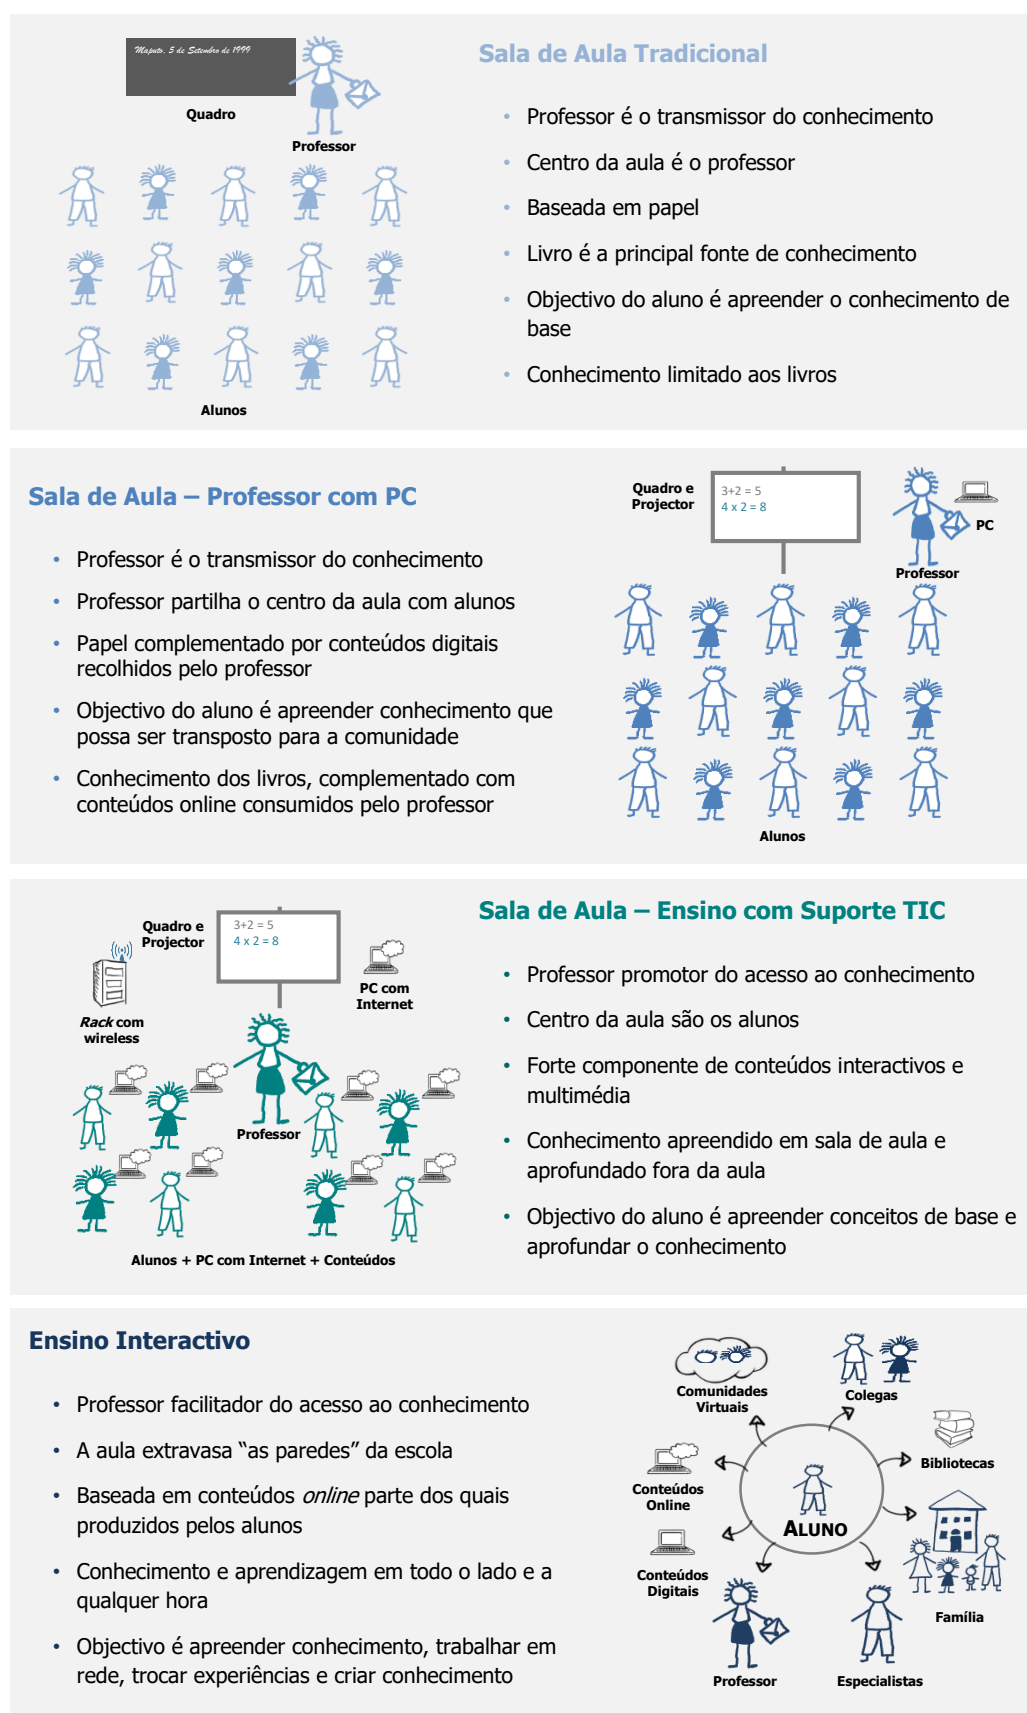 Maputo, 5 de Setembro de 1999
Quadro
Professor
Alunos
Sala de Aula Tradicional
• Professor é o transmissor do conhecimento
• Centro da aula é o professor
• Baseada em papel
• Livro é a principal fonte de conhecimento
• Objectivo do aluno é apreender o conhecimento de
base
• Conhecimento limitado aos livros
Sala de Aula – Professor com PC
• Professor é o transmissor do conhecimento
• Professor partilha o centro da aula com alunos
• Papel complementado por conteúdos digitais
recolhidos pelo professor
• Objectivo do aluno é apreender conhecimento que
possa ser transposto para a comunidade
• Conhecimento dos livros, complementado com
conteúdos online consumidos pelo professor
Quadro e
Projector
3+2 = 5
4 x 2 = 8
PC
Professor
Alunos
Quadro e
Projector
3+2 = 5
4 x 2 = 8
PC com
Internet
Rack com
wireless
Professor
Alunos + PC com Internet + Conteúdos
Sala de Aula – Ensino com Suporte TIC
• Professor promotor do acesso ao conhecimento
• Centro da aula são os alunos
• Forte componente de conteúdos interactivos e
multimédia
• Conhecimento apreendido em sala de aula e
aprofundado fora da aula
• Objectivo do aluno é apreender conceitos de base e
aprofundar o conhecimento
Ensino Interactivo
• Professor facilitador do acesso ao conhecimento
• A aula extravasa “as paredes” da escola
• Baseada em conteúdos online parte dos quais
produzidos pelos alunos
• Conhecimento e aprendizagem em todo o lado e a
qualquer hora
• Objectivo é apreender conhecimento, trabalhar em
rede, trocar experiências e criar conhecimento
Comunidades
Virtuais
Colegas
Bibliotecas
Conteúdos
Online
ALUNO
Conteúdos
Digitais
Família
Professor
Especialistas